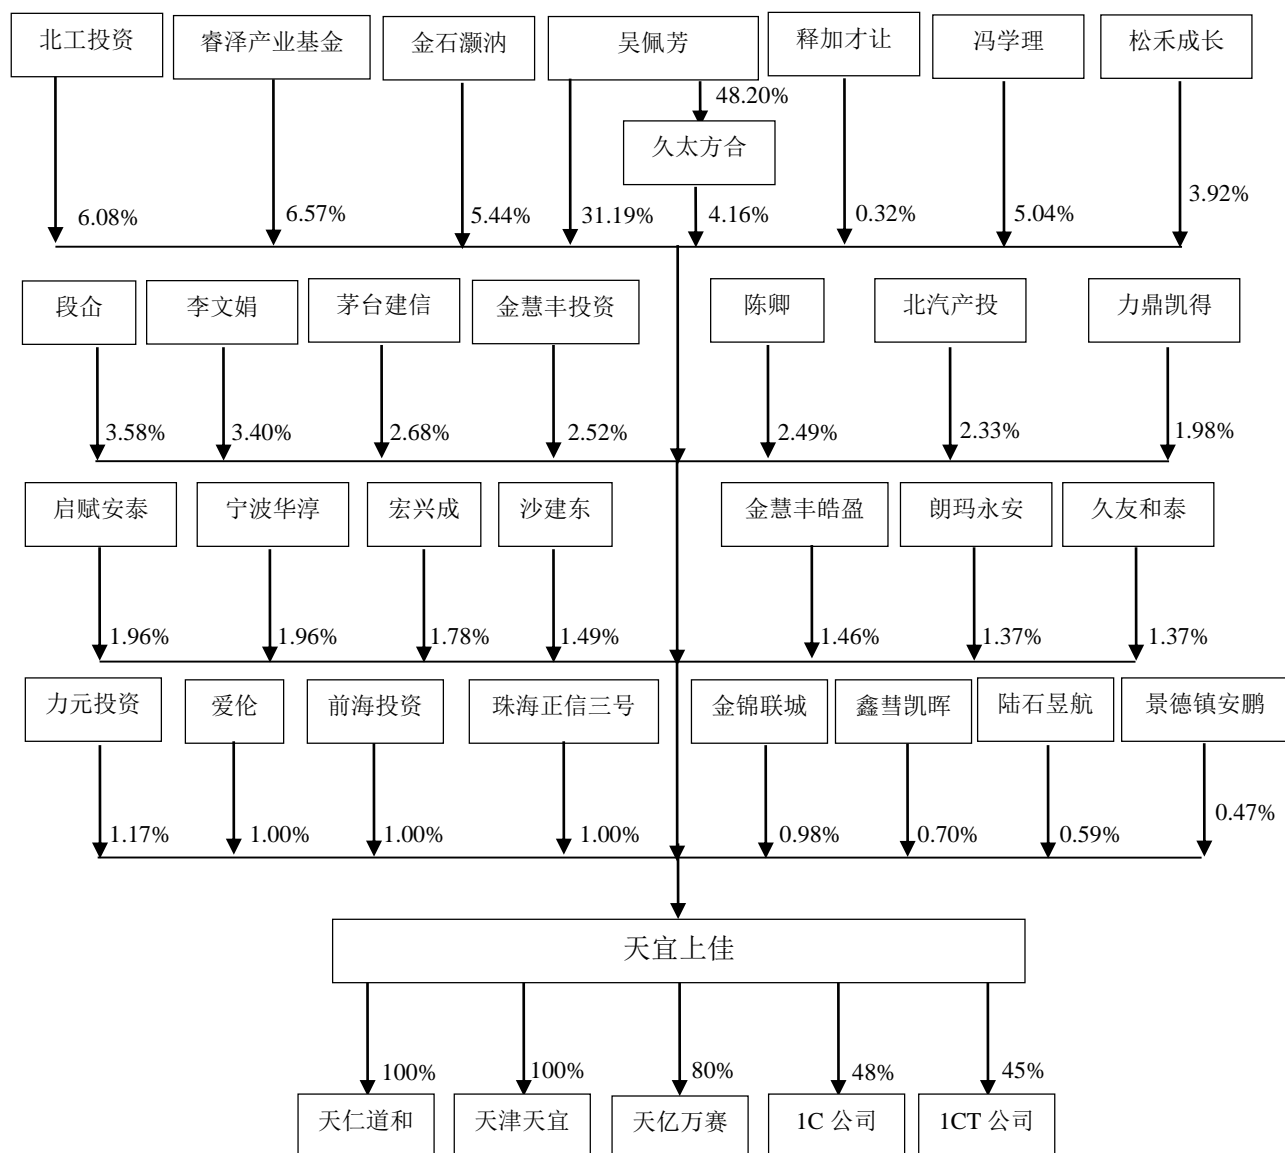 北工投资
睿泽产业基金
金石灏汭
吴佩芳
释加才让
冯学理
松禾成长
48.20%
久太方合
6.08%
6.57%
5.44%
31.19%
4.16%
0.32%
5.04%
3.92%
段仚
李文娟
茅台建信
金慧丰投资
陈卿
北汽产投
力鼎凯得
3.58%
3.40%
2.68%
2.52%
2.49%
2.33%
1.98%
启赋安泰
宁波华淳
宏兴成
沙建东
金慧丰皓盈
朗玛永安
久友和泰
1.96%
1.96%
1.78%
1.49%
1.46%
1.37%
1.37%
力元投资
爱伦
前海投资
珠海正信三号
金锦联城
鑫彗凯晖
陆石昱航
景德镇安鹏
1.17%
1.00%
1.00%
1.00%
0.98%
0.70%
0.59%
0.47%
天宜上佳
100%
100%
80%
48%
45%
天仁道和
天津天宜
天亿万赛
1C 公司
1CT 公司